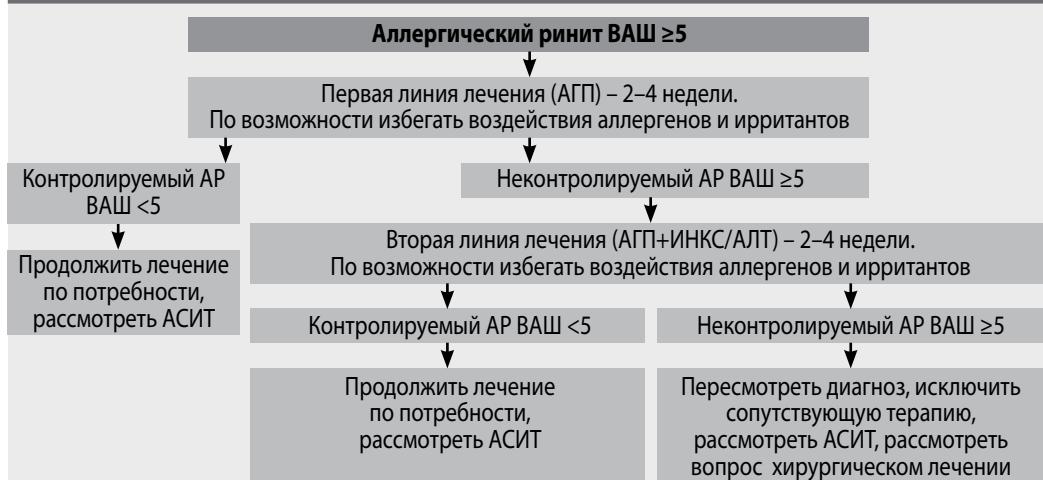 Аллергический ринит ВАШ ≥5
Первая линия лечения (АГП) – 2–4 недели.
По возможности избегать воздействия аллергенов и ирритантов
Контролируемый АР
ВАШ <5
Неконтролируемый АР ВАШ ≥5
Продолжить лечение
по потребности,
рассмотреть АСИТ
Вторая линия лечения (АГП+ИНКС/АЛТ) – 2–4 недели.
По возможности избегать воздействия аллергенов и ирритантов
Контролируемый АР ВАШ <5
Неконтролируемый АР ВАШ ≥5
Продолжить лечение
по потребности,
рассмотреть АСИТ
Пересмотреть диагноз, исключить
сопутствующую терапию,
рассмотреть АСИТ, рассмотреть
вопрос хирургическом лечении